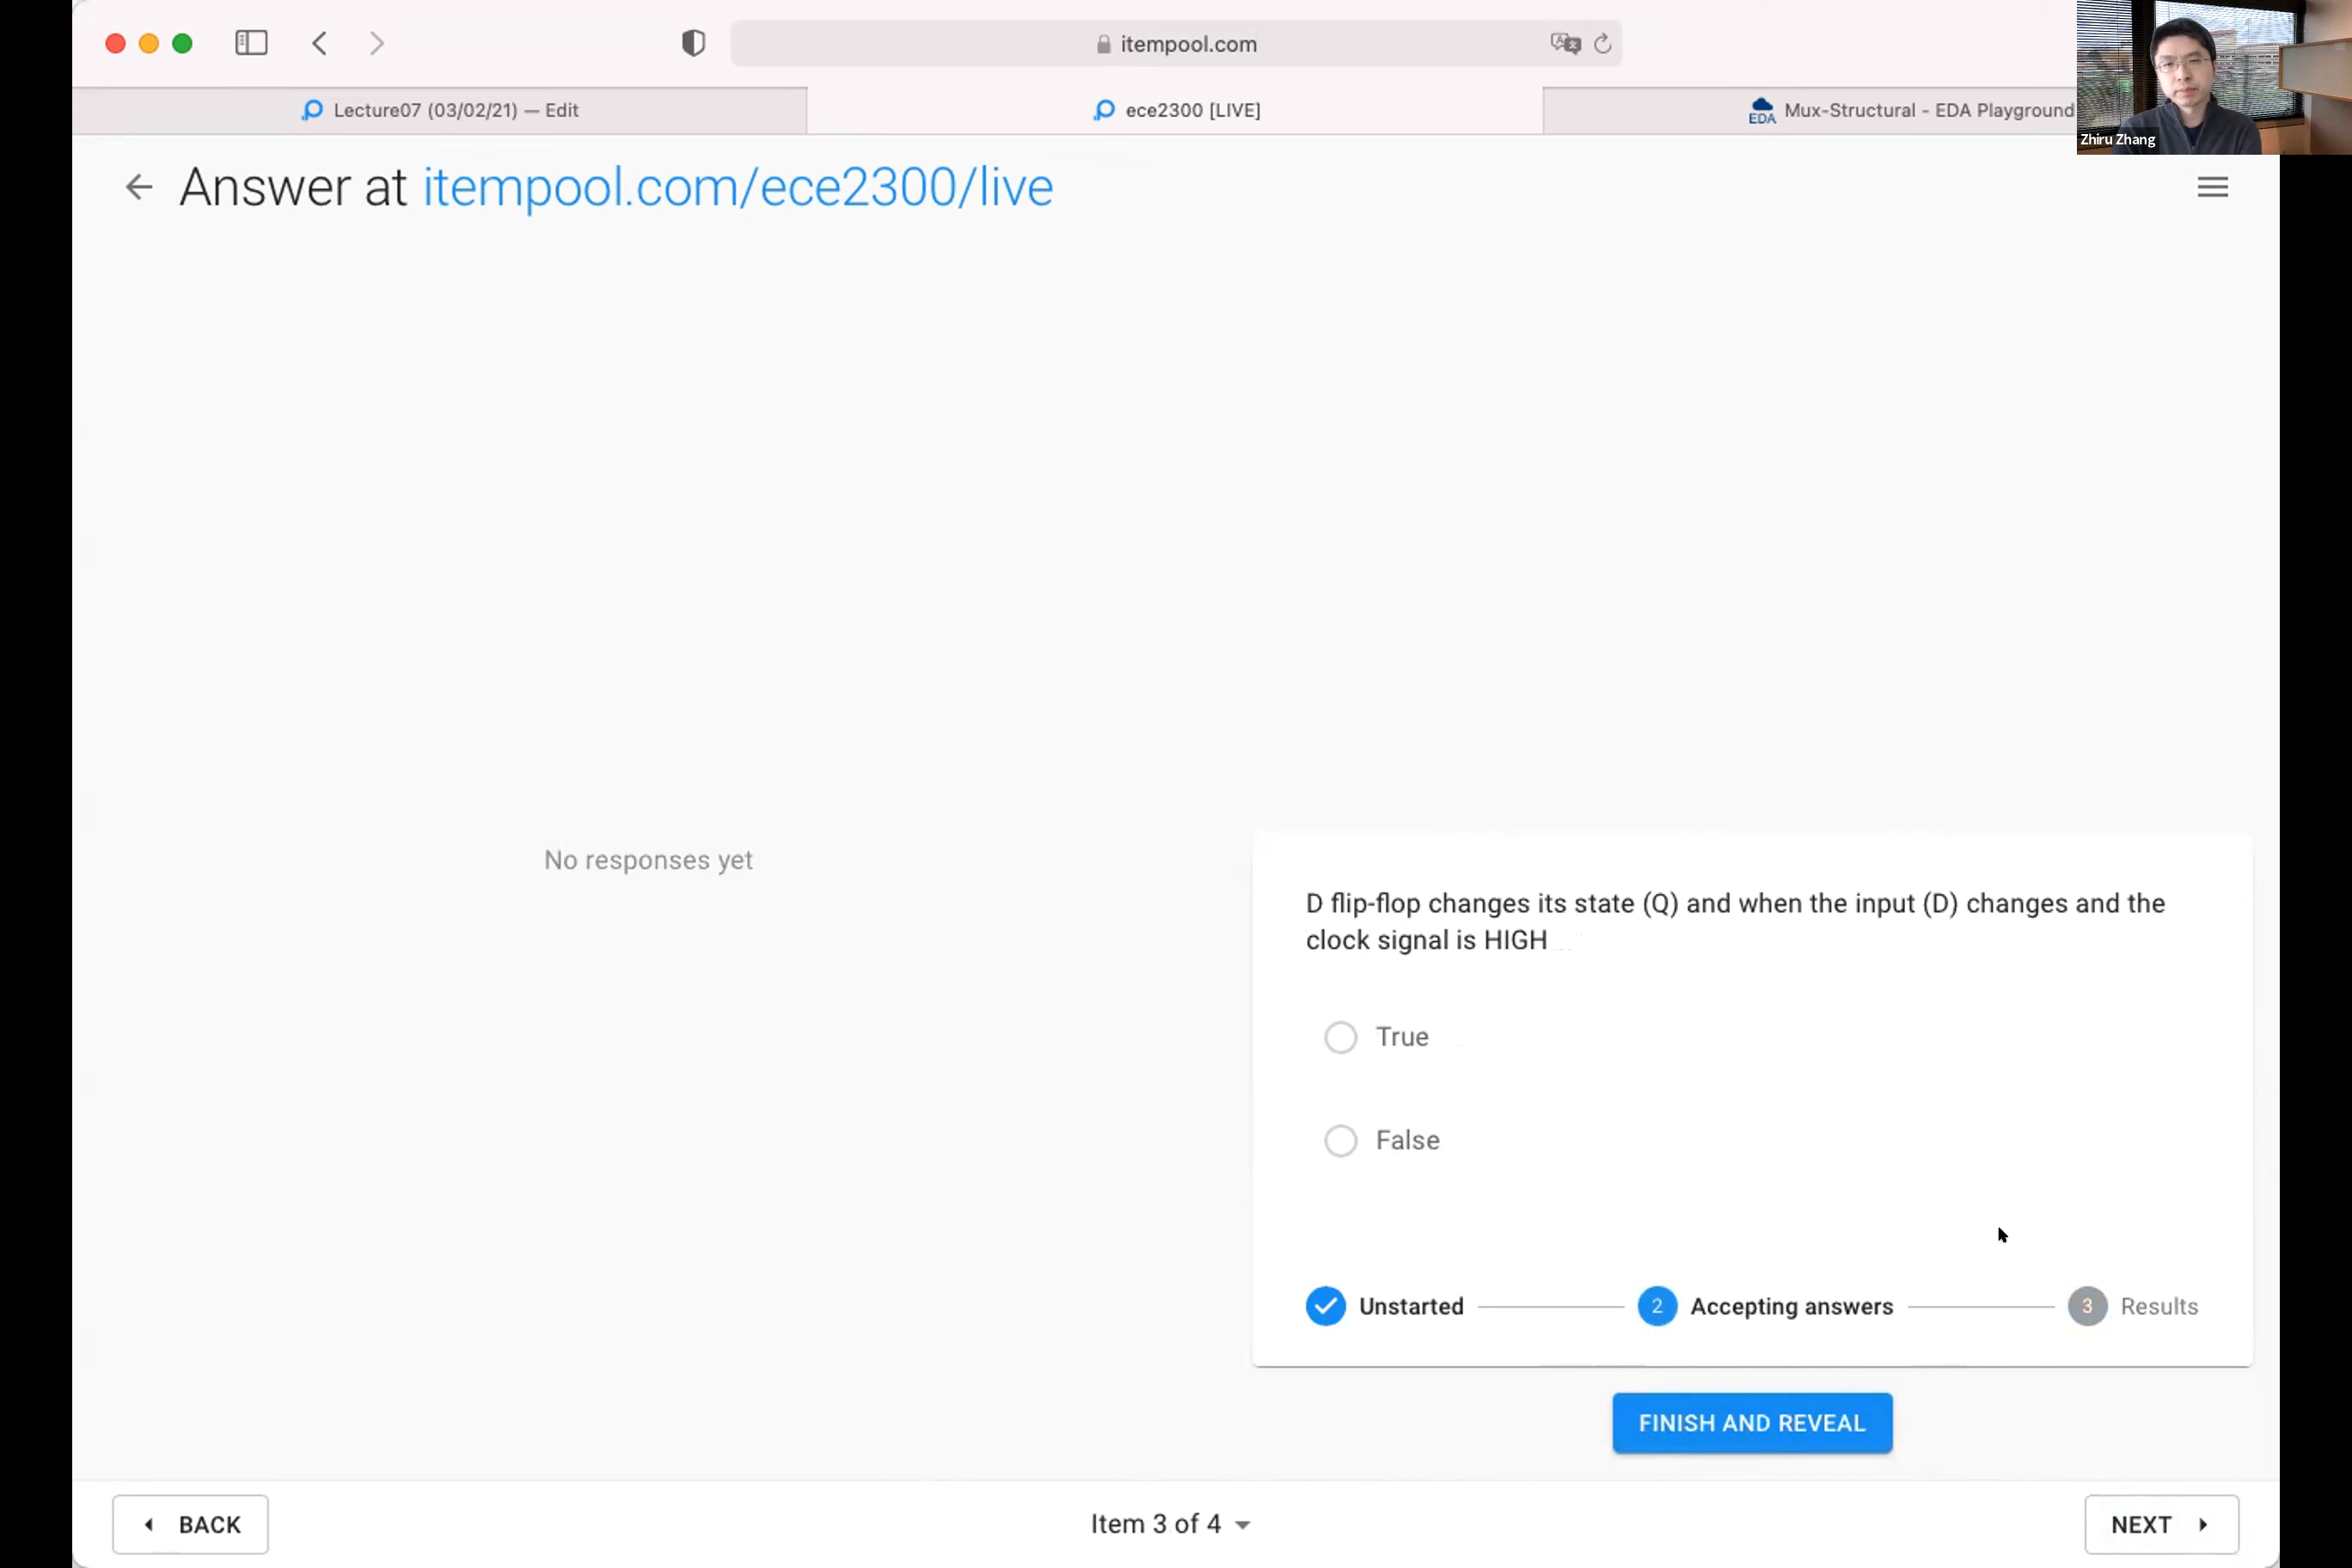 itempool.com
Lecture07 (03/02/21) — Edit
ece2300 [LIVE]
EDA
Mux-Structural - EDA Playground
Zhiru Zhang
Answer at itempool.com/ece2300/live
No responses yet
D flip-flop changes its state (Q) and when the input (D) changes and the
clock signal is HIGH
True
False
Unstarted
2 Accepting answers
3 Results
FINISH AND REVEAL
BACK
Item 3 of 4
NEXT